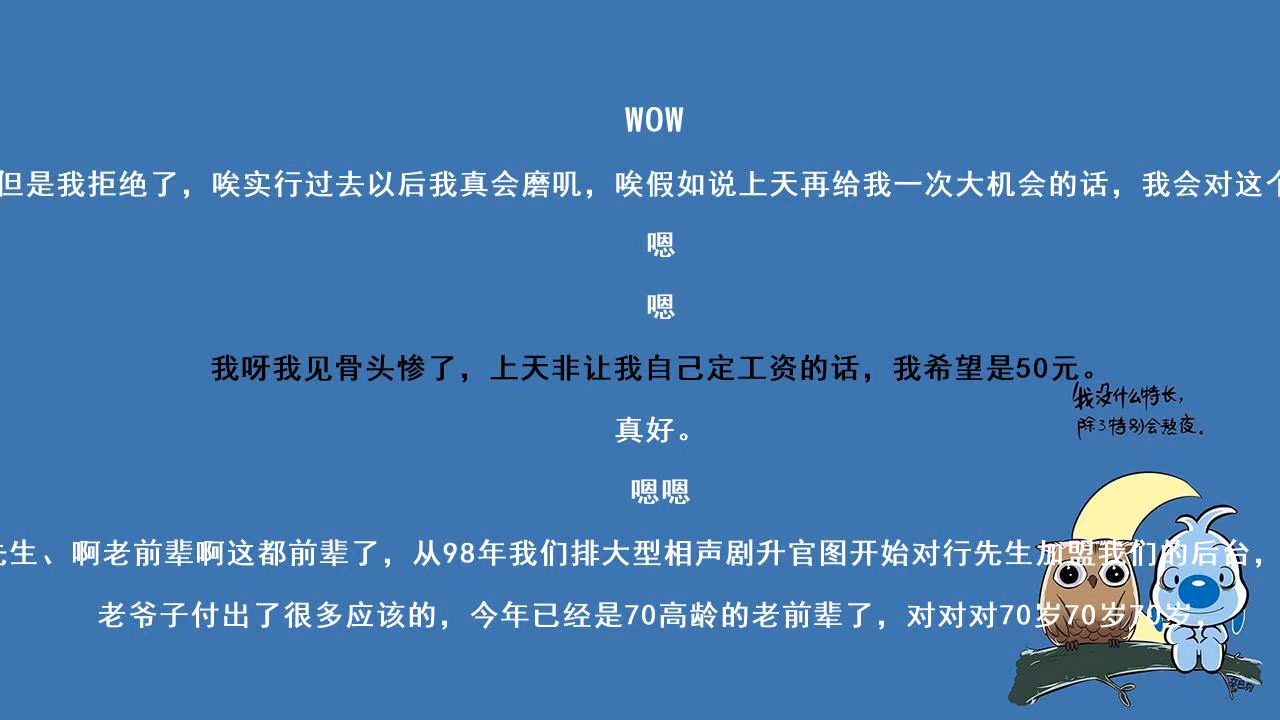 WOW
但是我拒绝了，唉实行过去以后我真会磨叽，唉假如说上天再给我一次大机会的话，我会对这个
嗯
嗯
我呀我见骨头惨了，上天非让我自己定工资的话，我希望是50元。
我没什么特长，
除了特别会熬夜。
真好。
嗯嗯
先生、啊老前辈啊这都前辈了，从98年我们排大型相声剧升官图开始对行先生加盟我们的后台，
老爷子付出了很多应该的，今年已经是70高龄的老前辈了，对对对70岁70岁70岁，